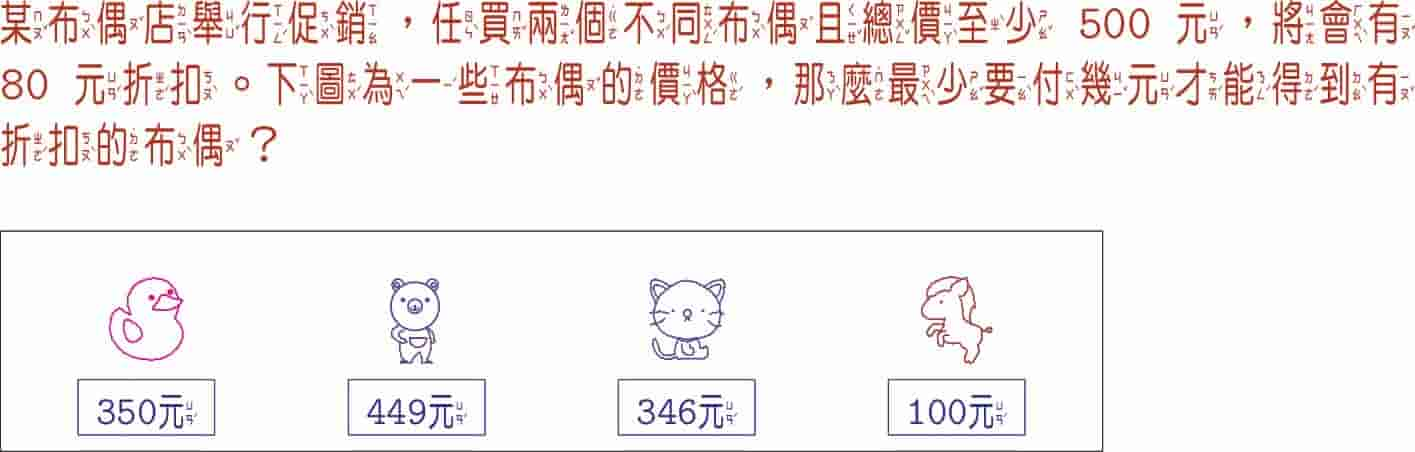 某布偶店舉行促銷，任買兩個不同布偶且總價至少 500 元，將會有
80 元折扣。下圖為一些布偶的價格，那麼最少要付幾元才能得到有
折扣的布偶？
350元 449元 346元 100元